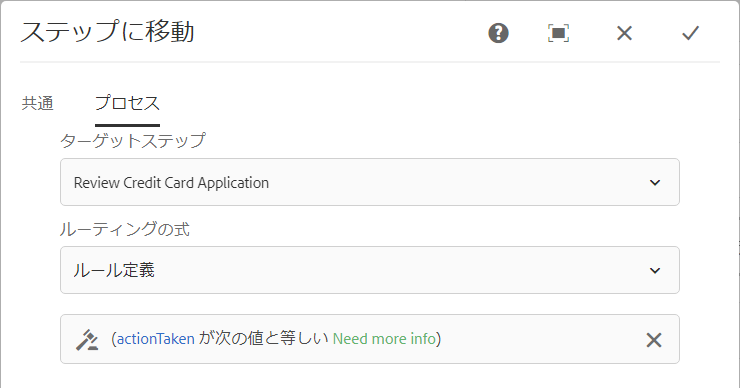 ステップに移動
共通 プロセス
ターゲットステップ
Review Credit Card Application
ルーティングの式
ルール定義
(actionTaken が次の値と等しい Need more info)